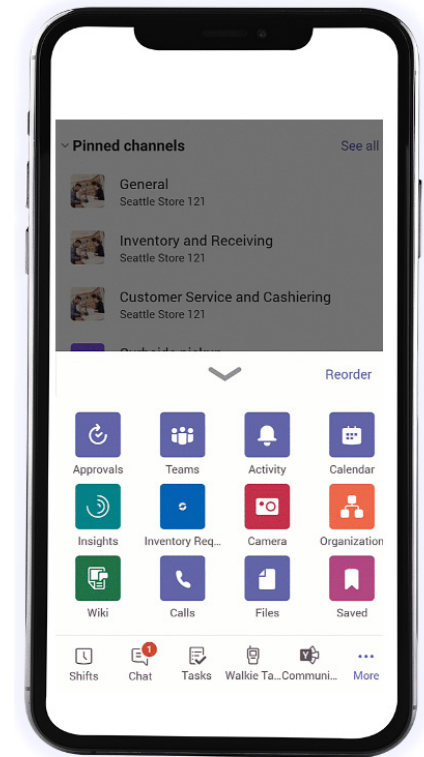 Pinned channels
See all
General
Seattle Store 121
Inventory and Receiving
Seattle Store 121
Customer Service and Cashiering
Seattle Store 121
Curbside pickup
Reorder
Approvals
Teams
Activity
Calendar
Insights
Inventory Req...
Camera
Organization
Wiki
Calls
Files
Saved
1
Shifts
Chat
Tasks
Walkie Ta...
Communi...
More